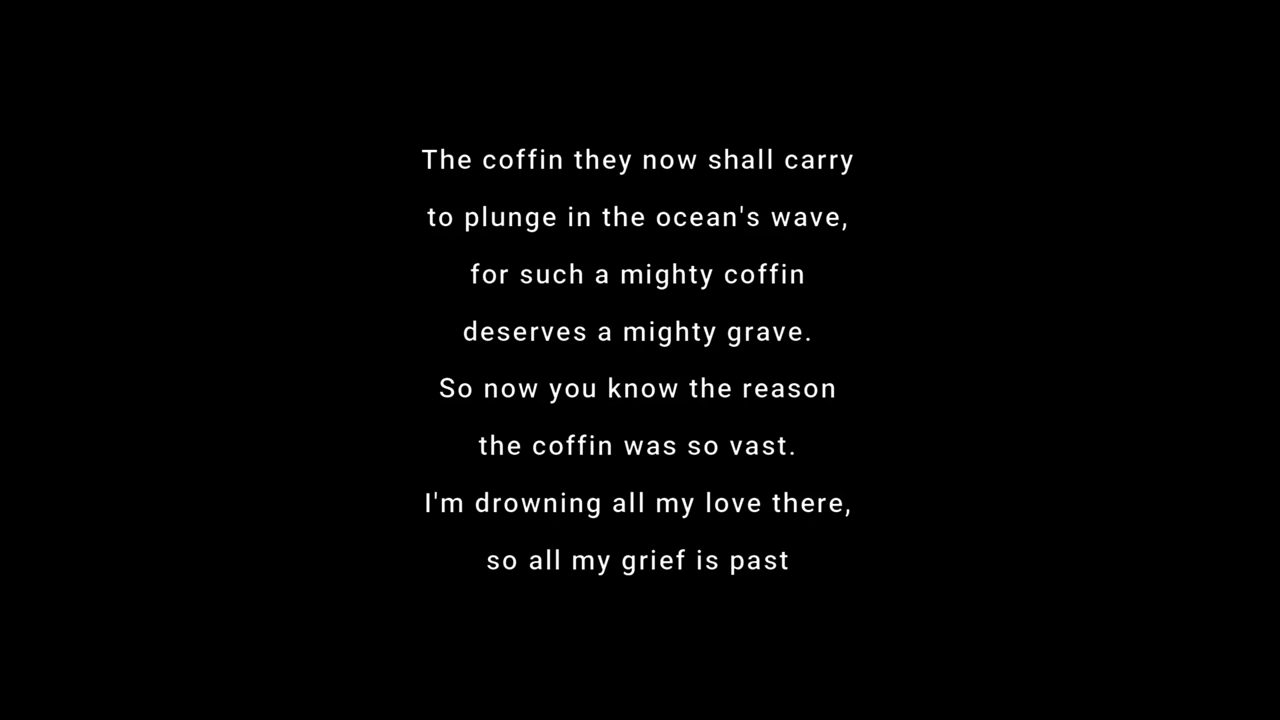 The coffin they now shall carry
to plunge in the ocean's wave,
for such a mighty coffin
deserves a mighty grave.
So now you know the reason
the coffin was so vast.
I'm drowning all my love there,
so all my grief is past